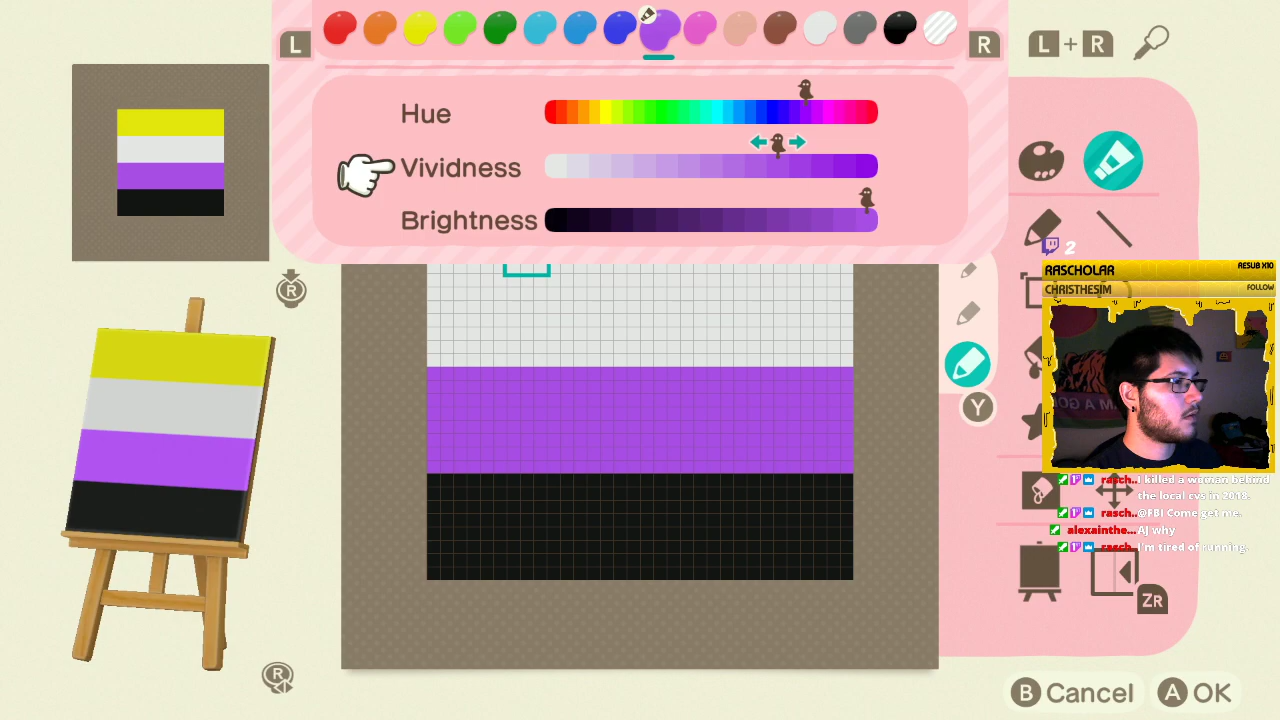 L
R
L + R
Hue
Vividness
Brightness
2
RASCHOLAR
RESUB X10
CHRISTHESIM
FOLLOW
R
Y
rasch.. I killed a woman behind
the local cvs in 2018.
rasch.. @FBI Come get me.
alexainthe... AJ why
rasch.. I'm tired of running.
ZR
R
B Cancel
A OK